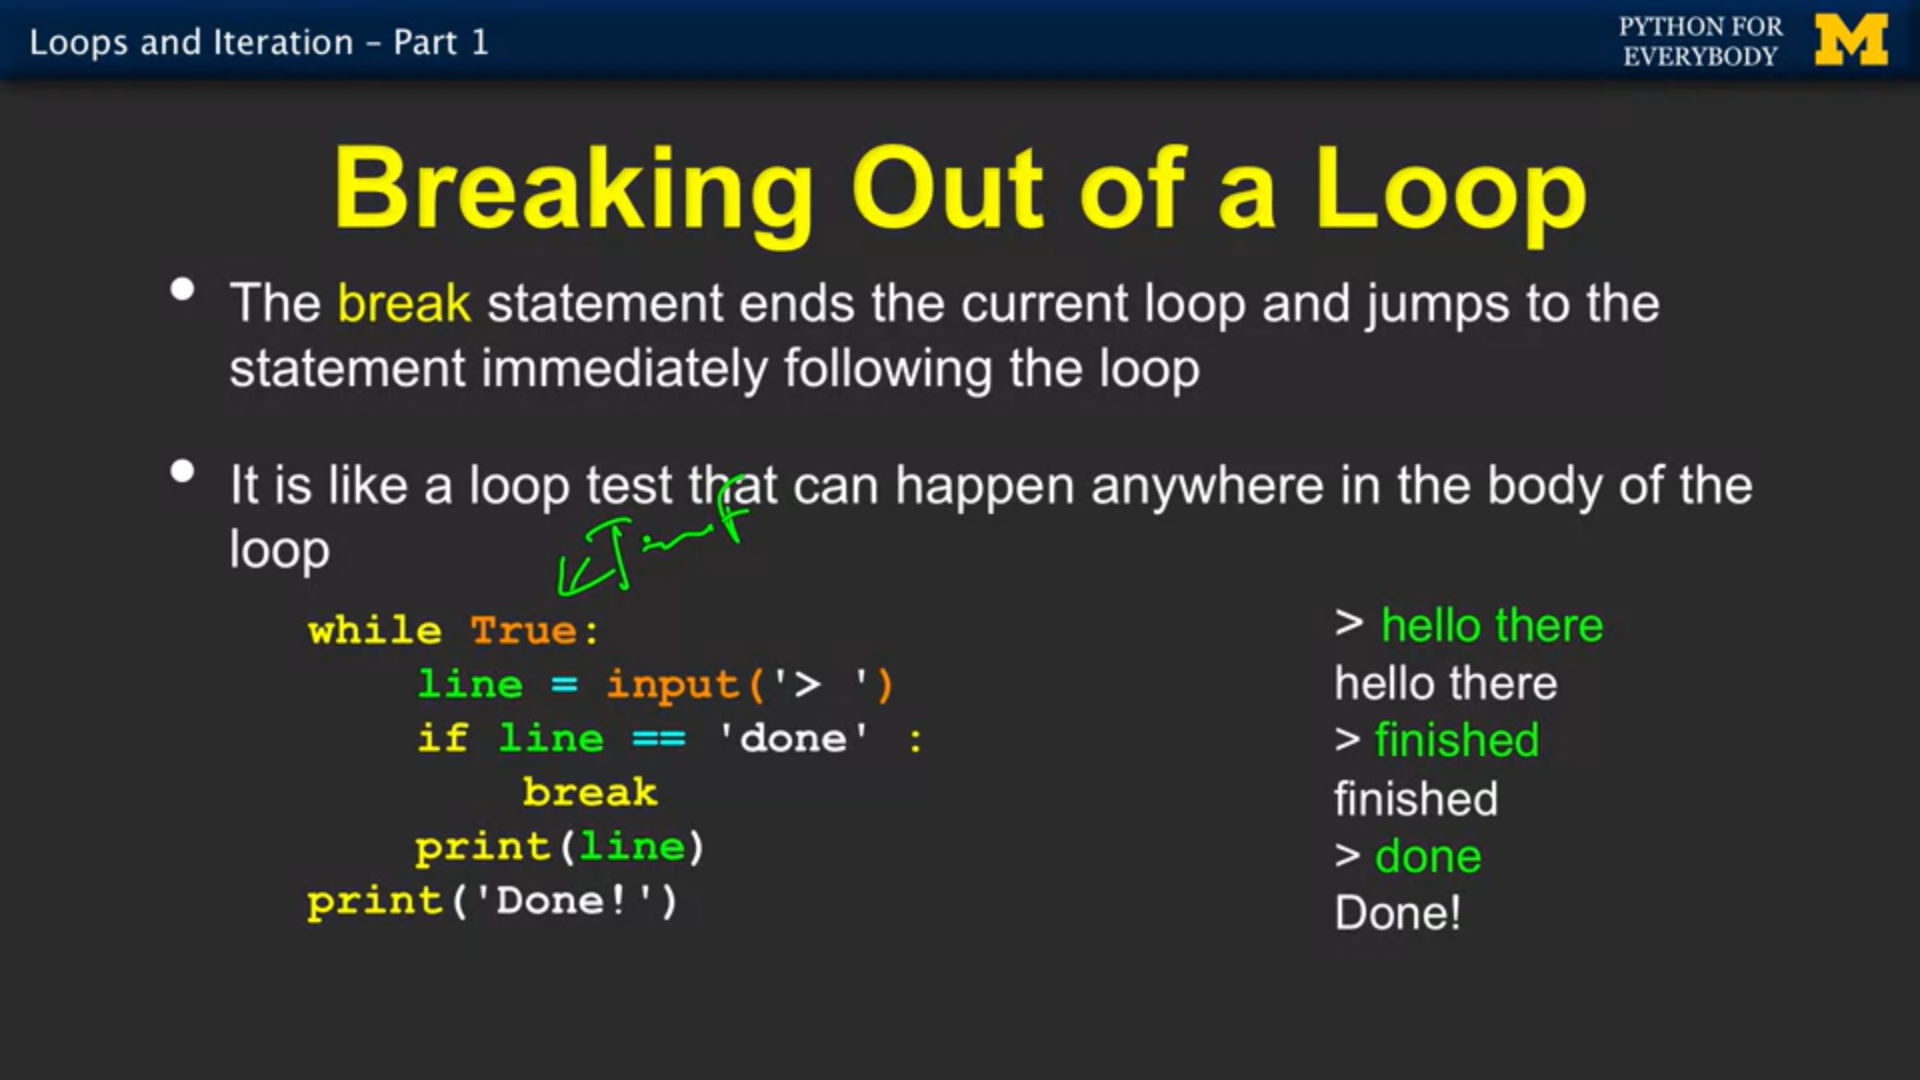 Loops and Iteration – Part 1
PYTHON FOR
EVERYBODY
M
Breaking Out of a Loop
• The break statement ends the current loop and jumps to the
statement immediately following the loop
• It is like a loop test that can happen anywhere in the body of the
loop
while True:
    line = input('> ')
    if line == 'done' :
        break
    print(line)
print('Done!')
> hello there
hello there
> finished
finished
> done
Done!